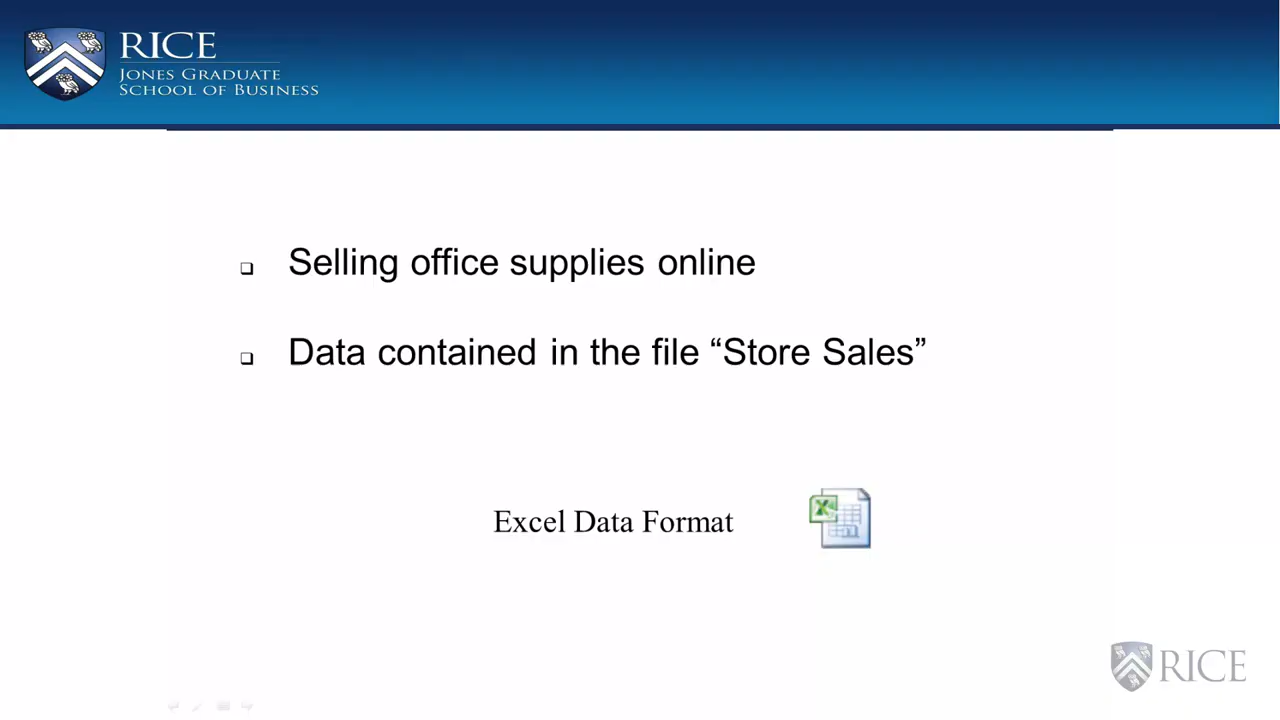 RICE
JONES GRADUATE
SCHOOL OF BUSINESS
Selling office supplies online
Data contained in the file “Store Sales”
Excel Data Format
RICE